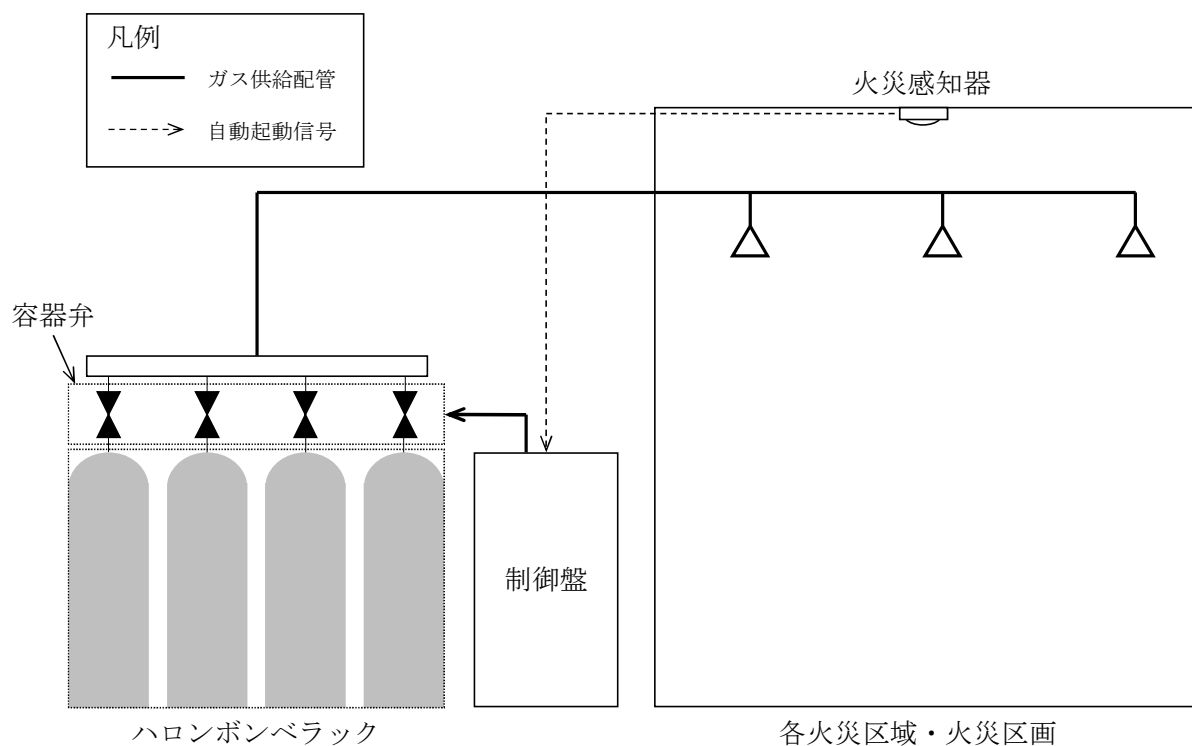 凡例
ガス供給配管
自動起動信号
火災感知器
容器弁
制御盤
ハロンボンベラック
各火災区域・火災区画